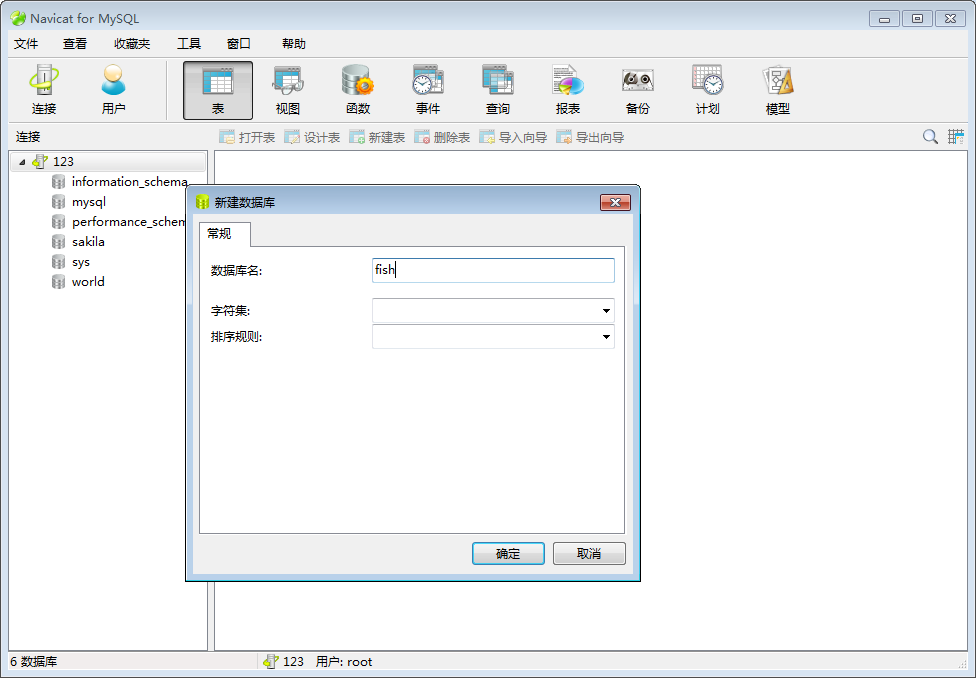 Navicat for MySQL
文件 查看 收藏夹 工具 窗口 帮助
连接 用户 表 视图 函数 事件 查询 报表 备份 计划 模型
连接 打开表 设计表 新建表 删除表 导入向导 导出向导
123
information_schema
mysql
performance_schem
sakila
sys
world
新建数据库
常规
数据库名: fish
字符集:
排序规则:
确定 取消
6 数据库 123 用户: root